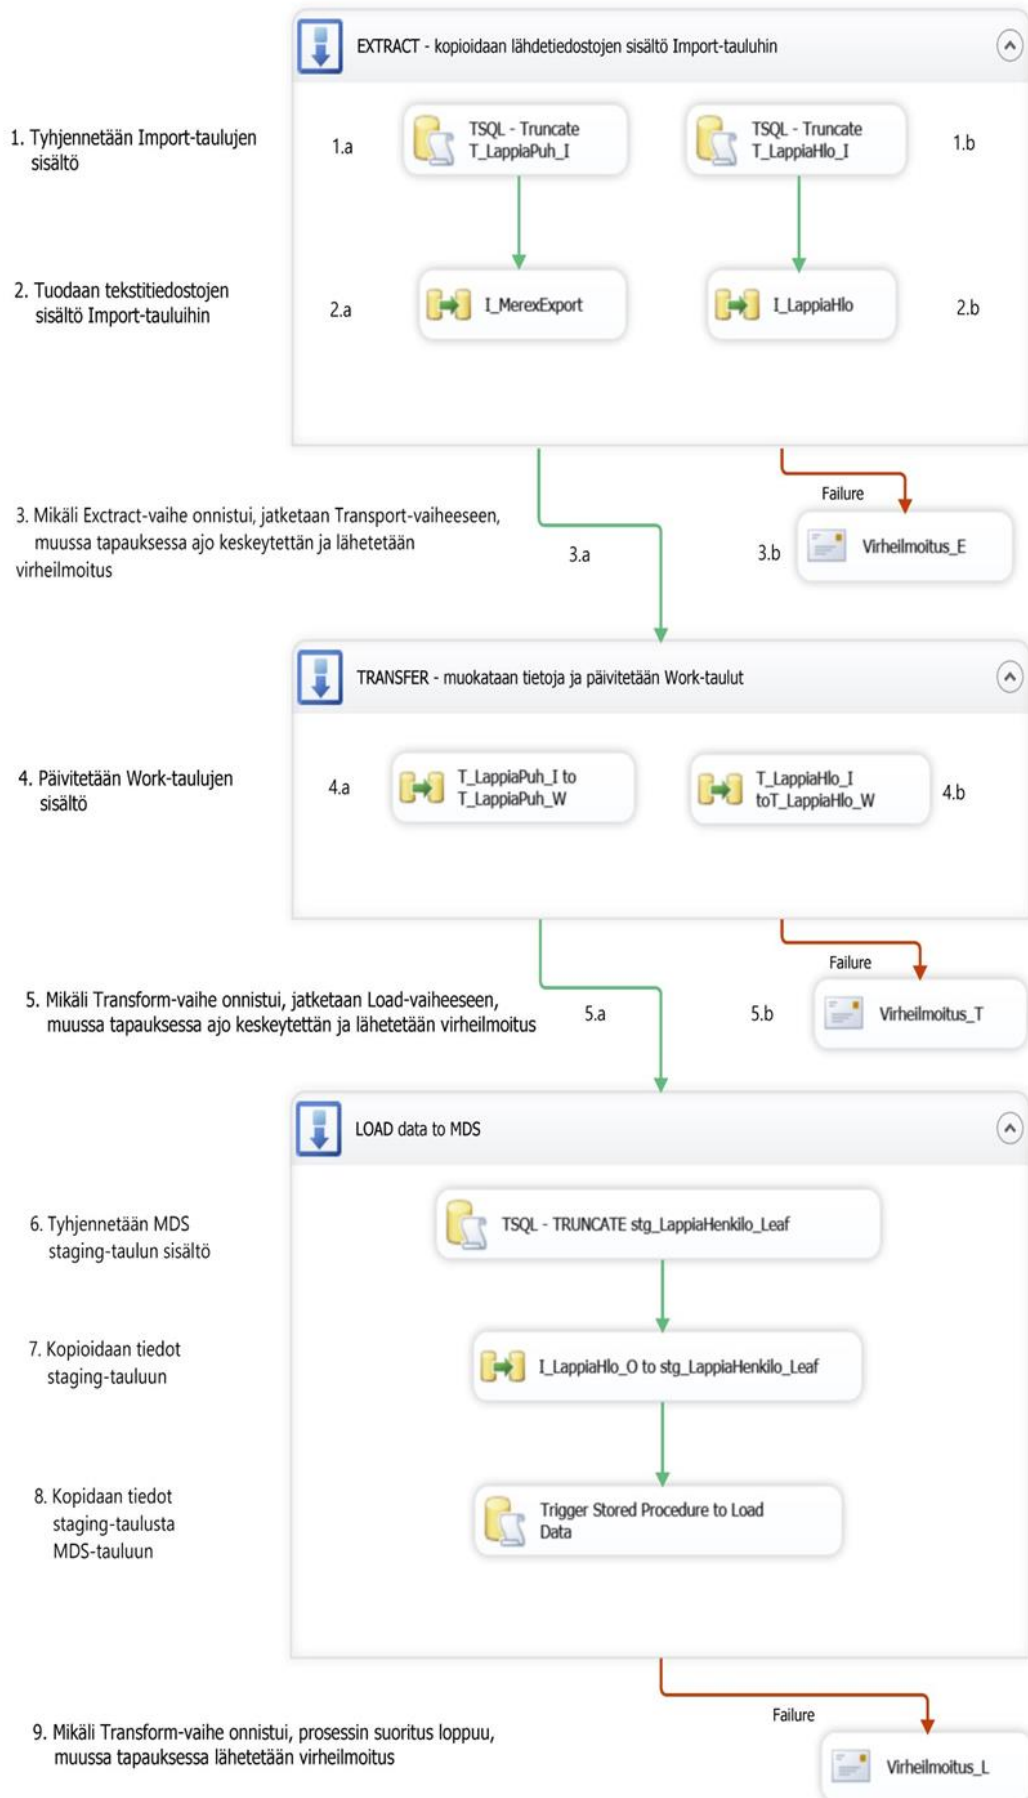 EXTRACT - kopioidaan lähdetiedostojen sisältö Import-tauluhin
1. Tyhjennetään Import-taulujen
sisältö
1.a
TSQL - Truncate
T_LappiaPuh_I
TSQL - Truncate
T_LappiaHlo_I
1.b
2. Tuodaan tekstitiedostojen
sisältö Import-tauluihin
2.a
I_MerexExport
I_LappiaHlo
2.b
3. Mikäli Exctract-vaihe onnistui, jatketaan Transport-vaiheeseen,
muussa tapauksessa ajo keskeytettän ja lähetetään
virheilmoitus
3.a
Failure
3.b
Virheilmoitus_E
TRANSFER - muokataan tietoja ja päivitetään Work-taulut
4. Päivitetään Work-taulujen
sisältö
4.a
T_LappiaPuh_I to
T_LappiaPuh_W
T_LappiaHlo_I
toT_LappiaHlo_W
4.b
5. Mikäli Transform-vaihe onnistui, jatketaan Load-vaiheeseen,
muussa tapauksessa ajo keskeytettän ja lähetetään virheilmoitus
5.a
Failure
5.b
Virheilmoitus_T
LOAD data to MDS
6. Tyhjennetään MDS
staging-taulun sisältö
TSQL - TRUNCATE stg_LappiaHenkilo_Leaf
7. Kopioidaan tiedot
staging-tauluun
I_LappiaHlo_O to stg_LappiaHenkilo_Leaf
8. Kopidaan tiedot
staging-taulusta
MDS-tauluun
Trigger Stored Procedure to Load
Data
9. Mikäli Transform-vaihe onnistui, prosessin suoritus loppuu,
muussa tapauksessa lähetetään virheilmoitus
Failure
Virheilmoitus_L